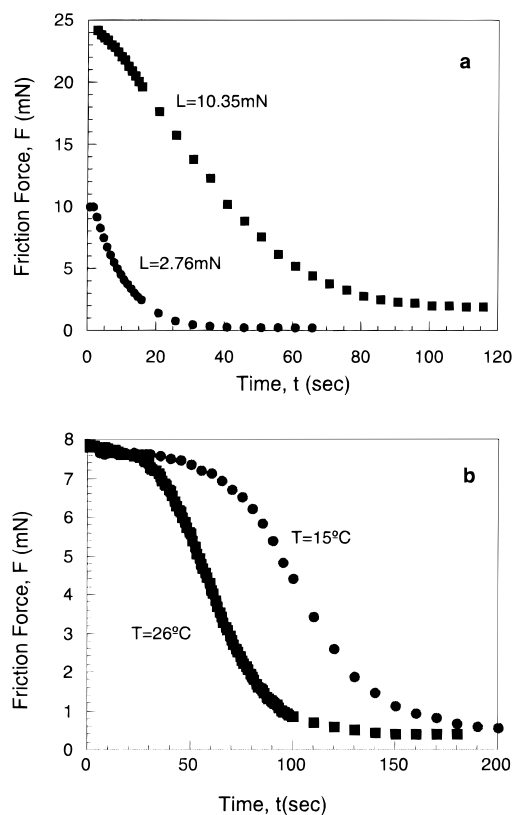 25
a
20
L=10.35mN
15
10
L=2.76mN
5
0
Friction Force, F (mN)
0 20 40 60 80 100 120
Time, t (sec)
8
b
7
6
T=15ºC
5
4
3
T=26ºC
2
1
0
Friction Force, F (mN)
0 50 100 150 200
Time, t(sec)